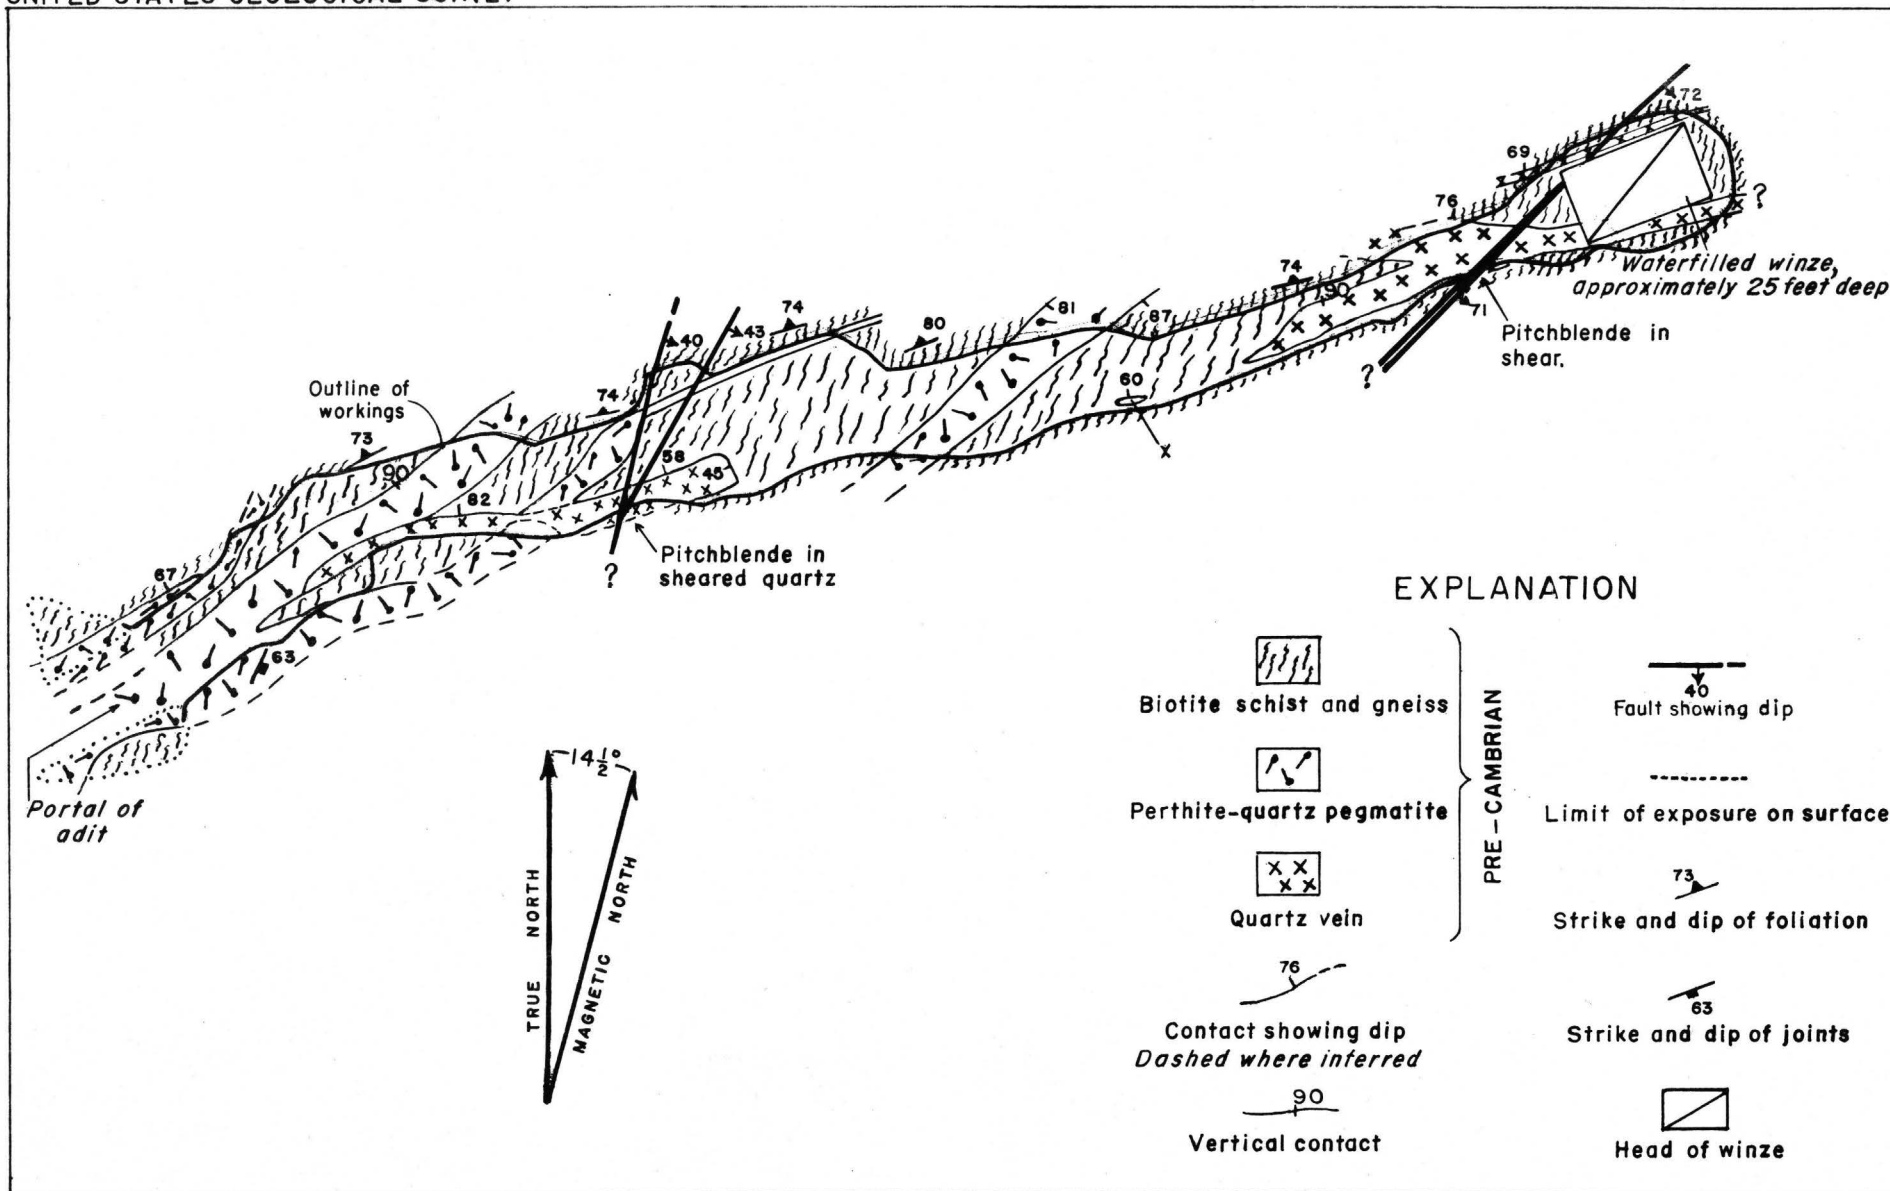 UNITED STATES GEOLOGICAL SURVEY
72
69
76
?
74
90
Waterfilled winze,
approximately 25 feet deep
71
Pitchblende in
shear.
?
81
87
80
74
43
40
60
74
Outline of
workings
73
90
58
45
82
Pitchblende in
sheared quartz
?
67
63
Portal of
adit
14½°
TRUE NORTH
MAGNETIC NORTH
EXPLANATION
Biotite schist and gneiss
Perthite-quartz pegmatite
Quartz vein
PRE-CAMBRIAN
76
Contact showing dip
Dashed where inferred
90
Vertical contact
40
Fault showing dip
Limit of exposure on surface
73
Strike and dip of foliation
63
Strike and dip of joints
Head of winze